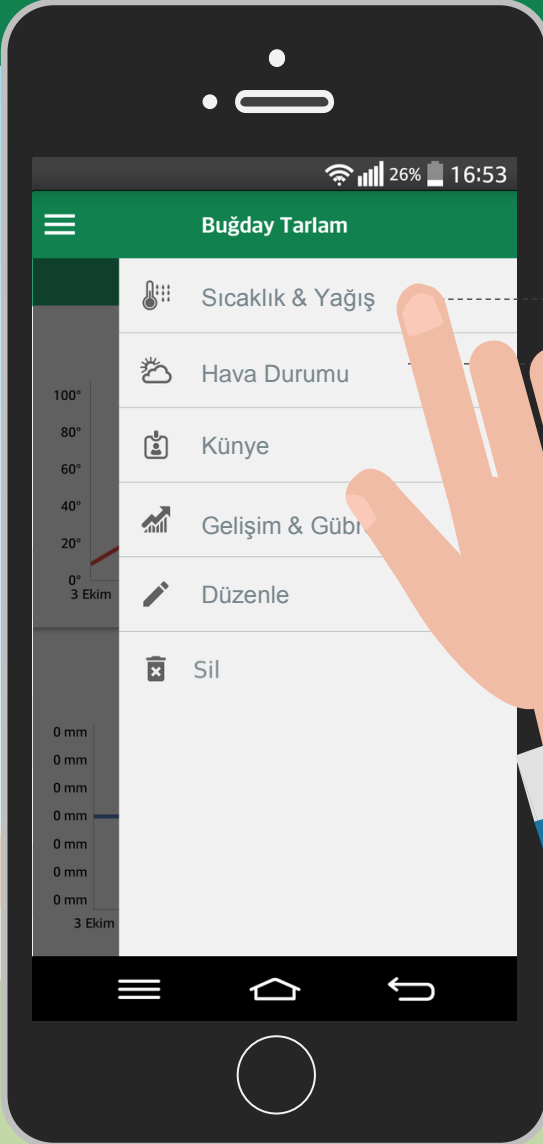 26% 16:53
Buğday Tarlam
Sıcaklık & Yağış
Hava Durumu
Künye
Gelişim &
Düzenle
Sil
100°
80°
60°
40°
20°
0°
3 Ekim
0 mm
0 mm
0 mm
0 mm
0 mm
0 mm
0 mm
3 Ekim